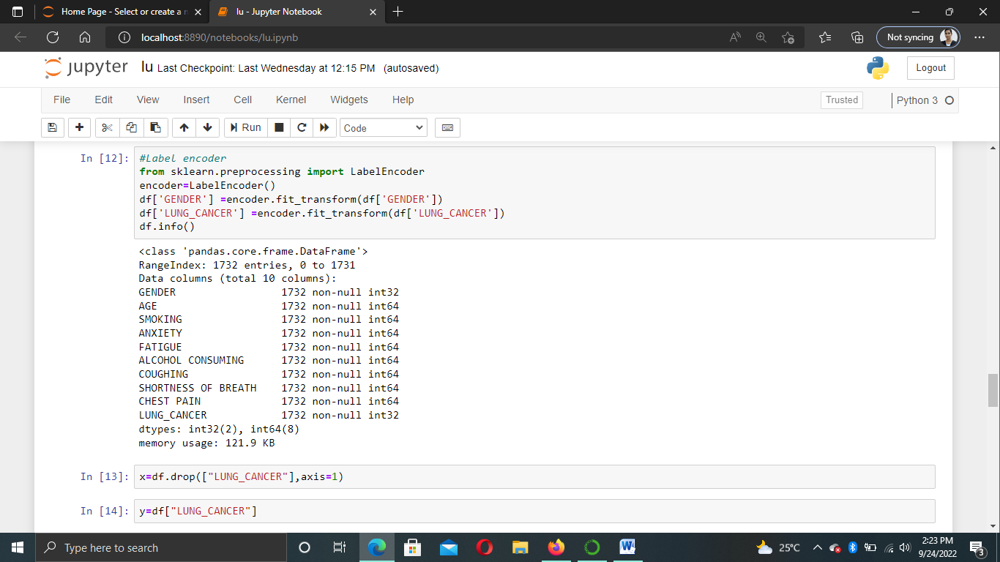 Home Page - Select or create a n
lu - Jupyter Notebook
localhost:8890/notebooks/lu.ipynb
Not syncing
jupyter lu Last Checkpoint: Last Wednesday at 12:15 PM (autosaved)
Logout
File Edit View Insert Cell Kernel Widgets Help
Trusted
Python 3
Run
Code
In [12]:
#Label encoder
from sklearn.preprocessing import LabelEncoder
encoder=LabelEncoder()
df['GENDER'] =encoder.fit_transform(df['GENDER'])
df['LUNG_CANCER'] =encoder.fit_transform(df['LUNG_CANCER'])
df.info()
<class 'pandas.core.frame.DataFrame'>
RangeIndex: 1732 entries, 0 to 1731
Data columns (total 10 columns):
GENDER 1732 non-null int32
AGE 1732 non-null int64
SMOKING 1732 non-null int64
ANXIETY 1732 non-null int64
FATIGUE 1732 non-null int64
ALCOHOL CONSUMING 1732 non-null int64
COUGHING 1732 non-null int64
SHORTNESS OF BREATH 1732 non-null int64
CHEST PAIN 1732 non-null int64
LUNG_CANCER 1732 non-null int32
dtypes: int32(2), int64(8)
memory usage: 121.9 KB
In [13]: x=df.drop(["LUNG_CANCER"],axis=1)
In [14]: y=df["LUNG_CANCER"]
Type here to search
25°C
2:23 PM
9/24/2022
3